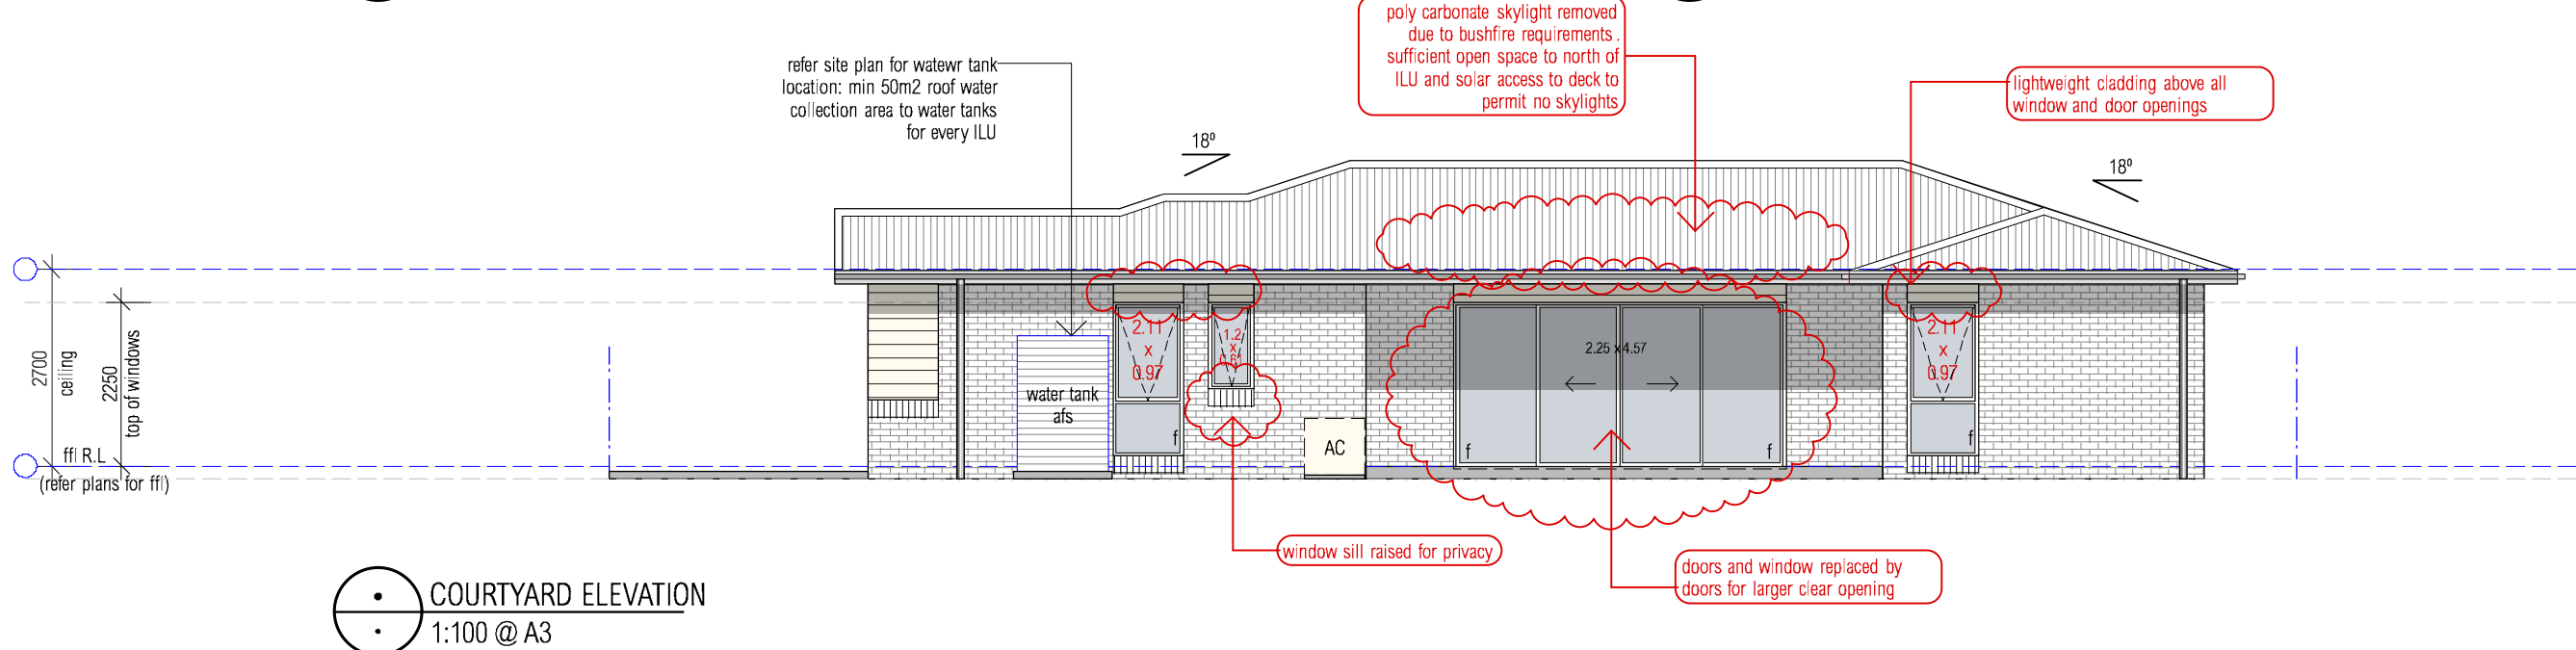 poly carbonate skylight removed
due to bushfire requirements.
sufficient open space to north of
ILU and solar access to deck to
permit no skylights
refer site plan for watewr tank
location: min 50m2 roof water
collection area to water tanks
for every ILU
lightweight cladding above all
window and door openings
18º
18º
2700
ceiling
2250
top of windows
ffl R.L
(refer plans for ffl)
water tank
afs
2.11
x
0.97
f
1.2
x
0.61
AC
2.25 x 4.57
f
f
2.11
x
0.97
f
window sill raised for privacy
doors and window replaced by
doors for larger clear opening
COURTYARD ELEVATION
1:100 @ A3